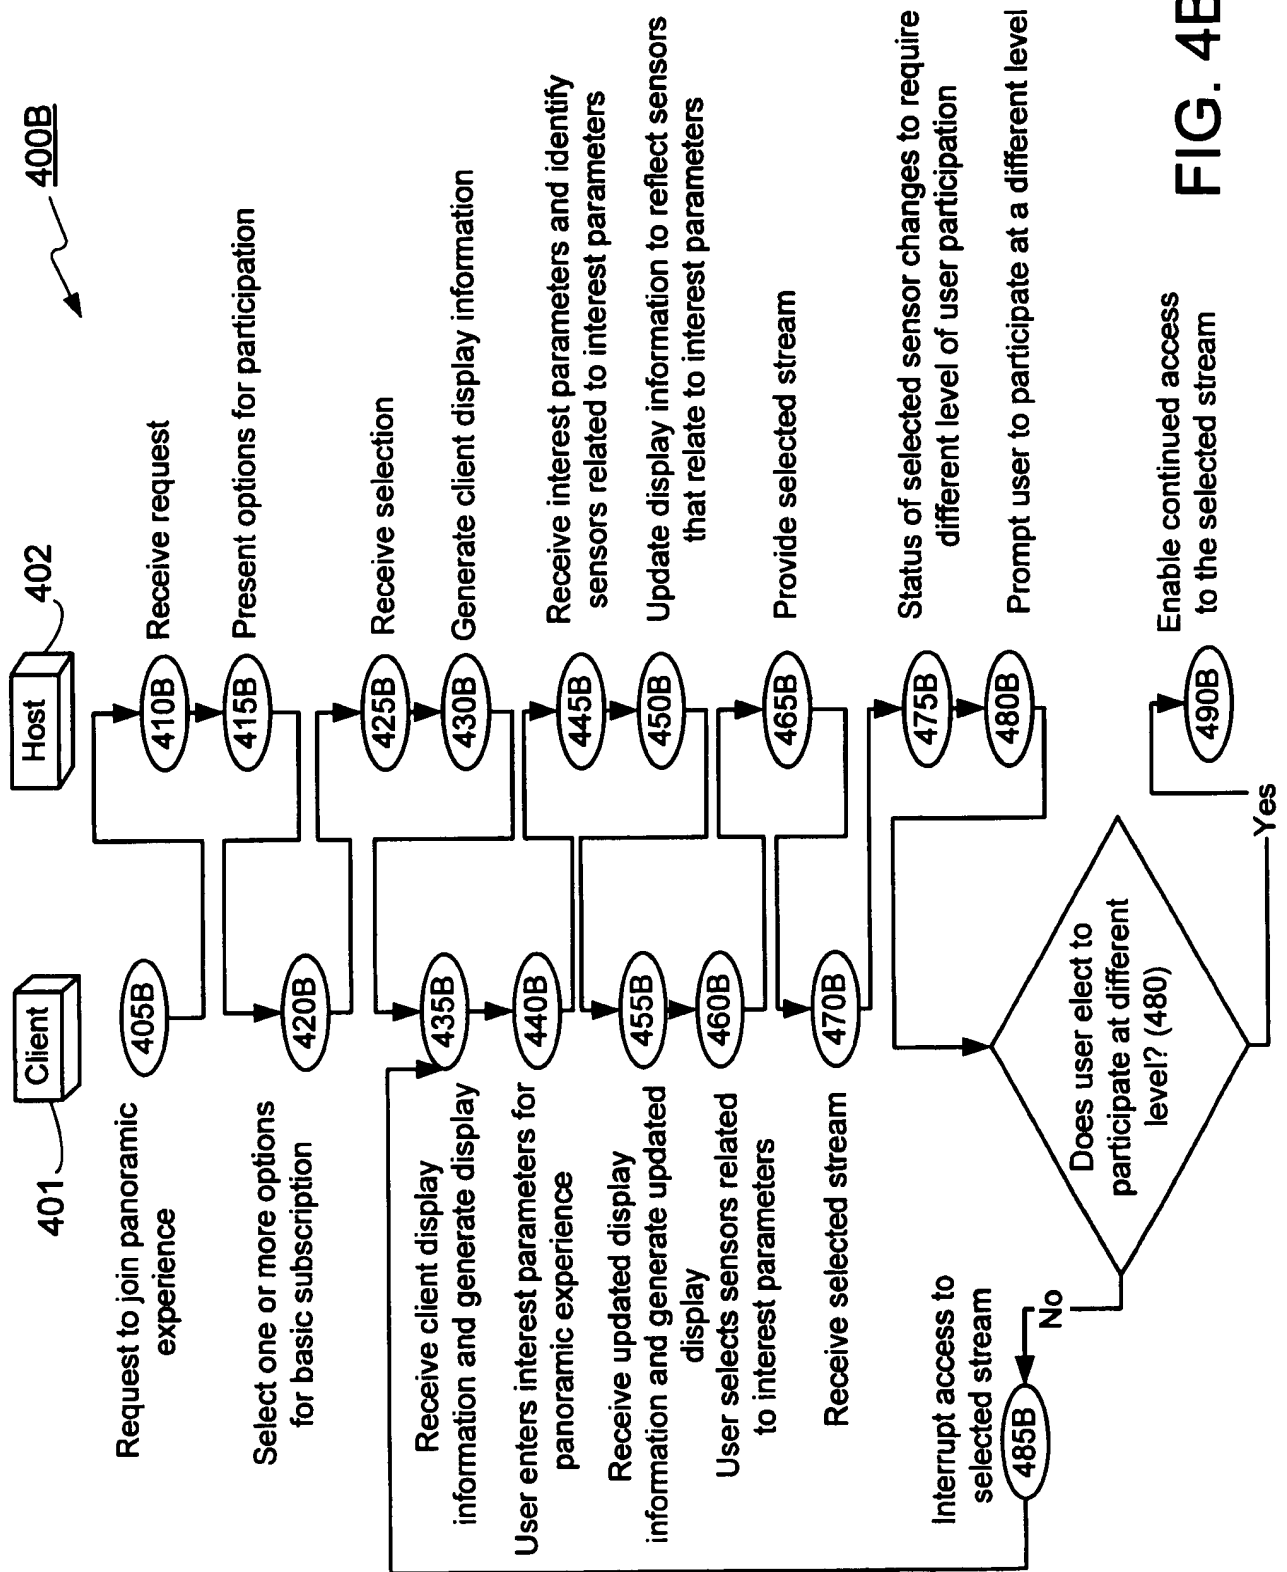 400B
Client
401
Host
402
Request to join panoramic
experience
405B
410B
Receive request
415B
Present options for participation
Select one or more options
for basic subscription
420B
425B
Receive selection
430B
Generate client display information
Receive client display
information and generate display
435B
User enters interest parameters for
panoramic experience
440B
445B
Receive interest parameters and identify
sensors related to interest parameters
450B
Update display information to reflect sensors
that relate to interest parameters
Receive updated display
information and generate updated
display
455B
User selects sensors related
to interest parameters
460B
465B
Provide selected stream
Receive selected stream
470B
475B
Status of selected sensor changes to require
different level of user participation
480B
Prompt user to participate at a different level
Does user elect to
participate at different
level? (480)
No
Interrupt access to
selected stream
485B
Yes
490B
Enable continued access
to the selected stream
FIG. 4B